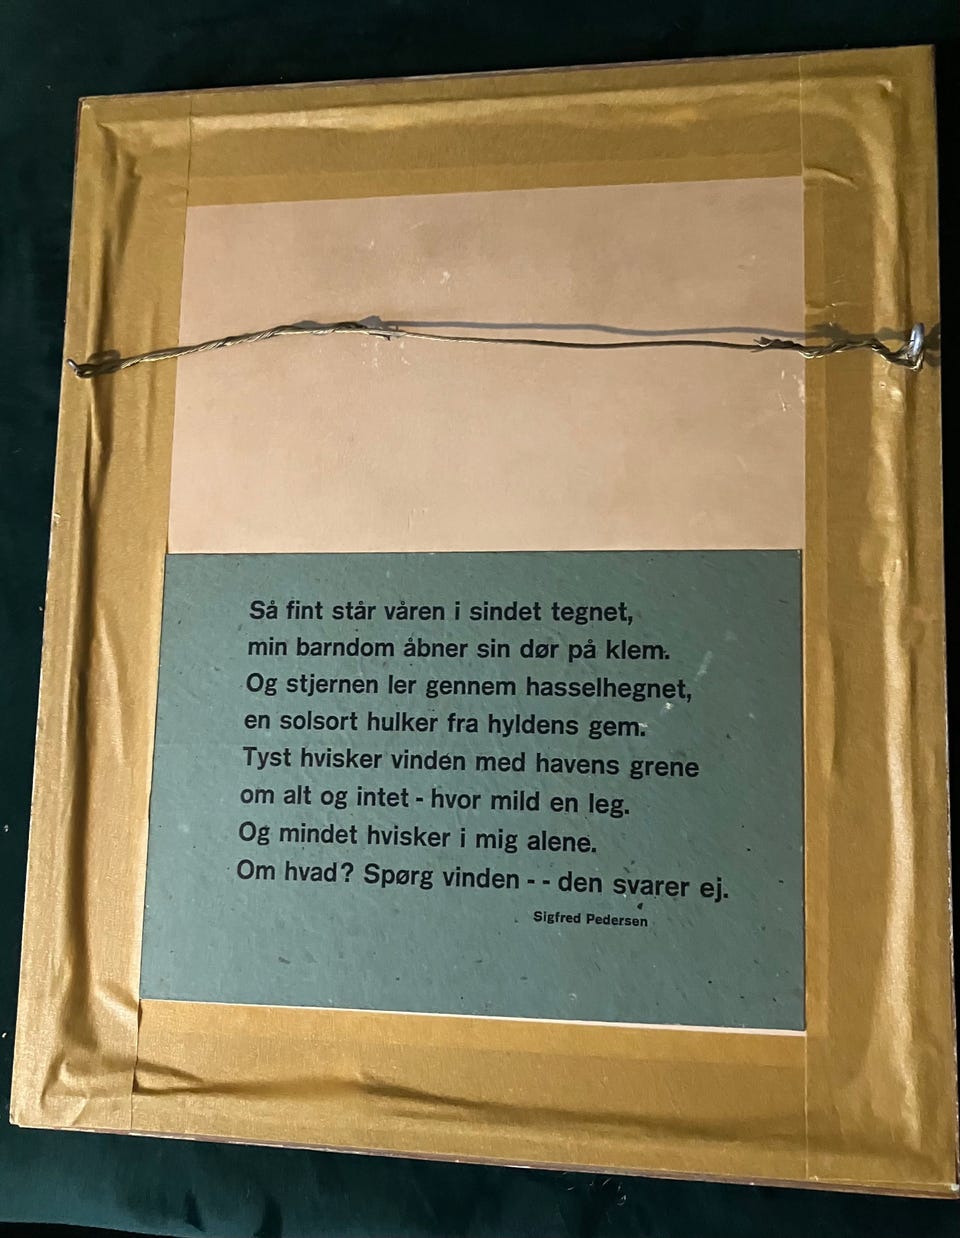 Så fint står våren i sindet tegnet,
min barndom åbner sin dør på klem.
Og stjernen ler gennem hasselhegnet,
en solsort hulker fra hyldens gem.
Tyst hvisker vinden med havens grene
om alt og intet - hvor mild en leg.
Og mindet hvisker i mig alene.
Om hvad? Spørg vinden - - den svarer ej.
Sigfred Pedersen